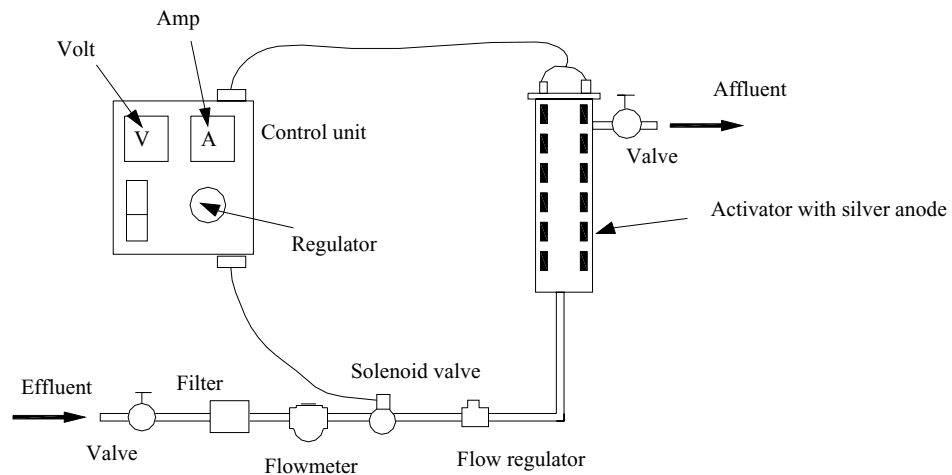 Amp
Volt
V
A
Control unit
Regulator
Affluent
Valve
Activator with silver anode
Solenoid valve
Effluent
Filter
Valve
Flowmeter
Flow regulator